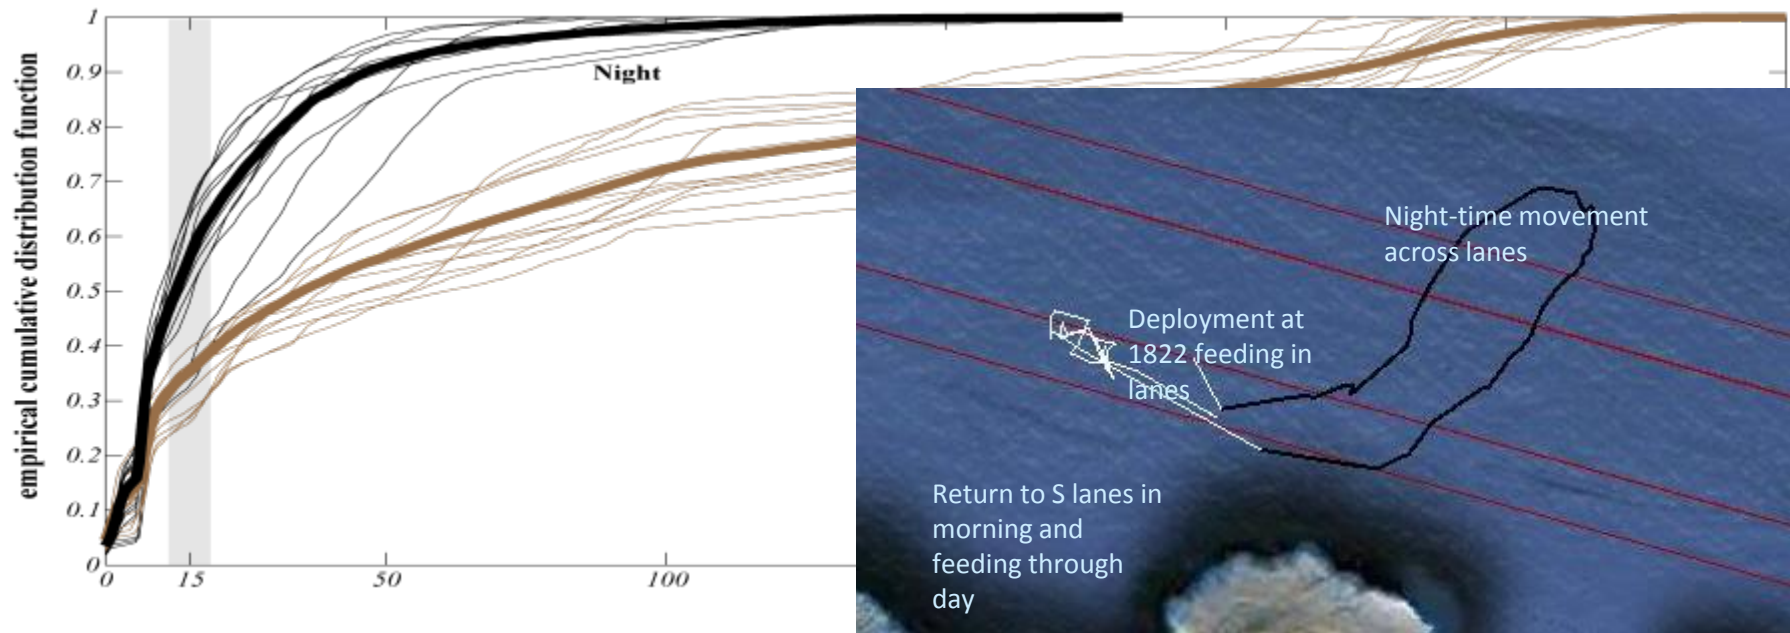 empirical cumulative distribution function
1
0.9
0.8
0.7
0.6
0.5
0.4
0.3
0.2
0.1
0
0
15
50
100
Night
Night-time movement
across lanes
Deployment at
1822 feeding in
lanes
Return to S lanes in
morning and
feeding through
day